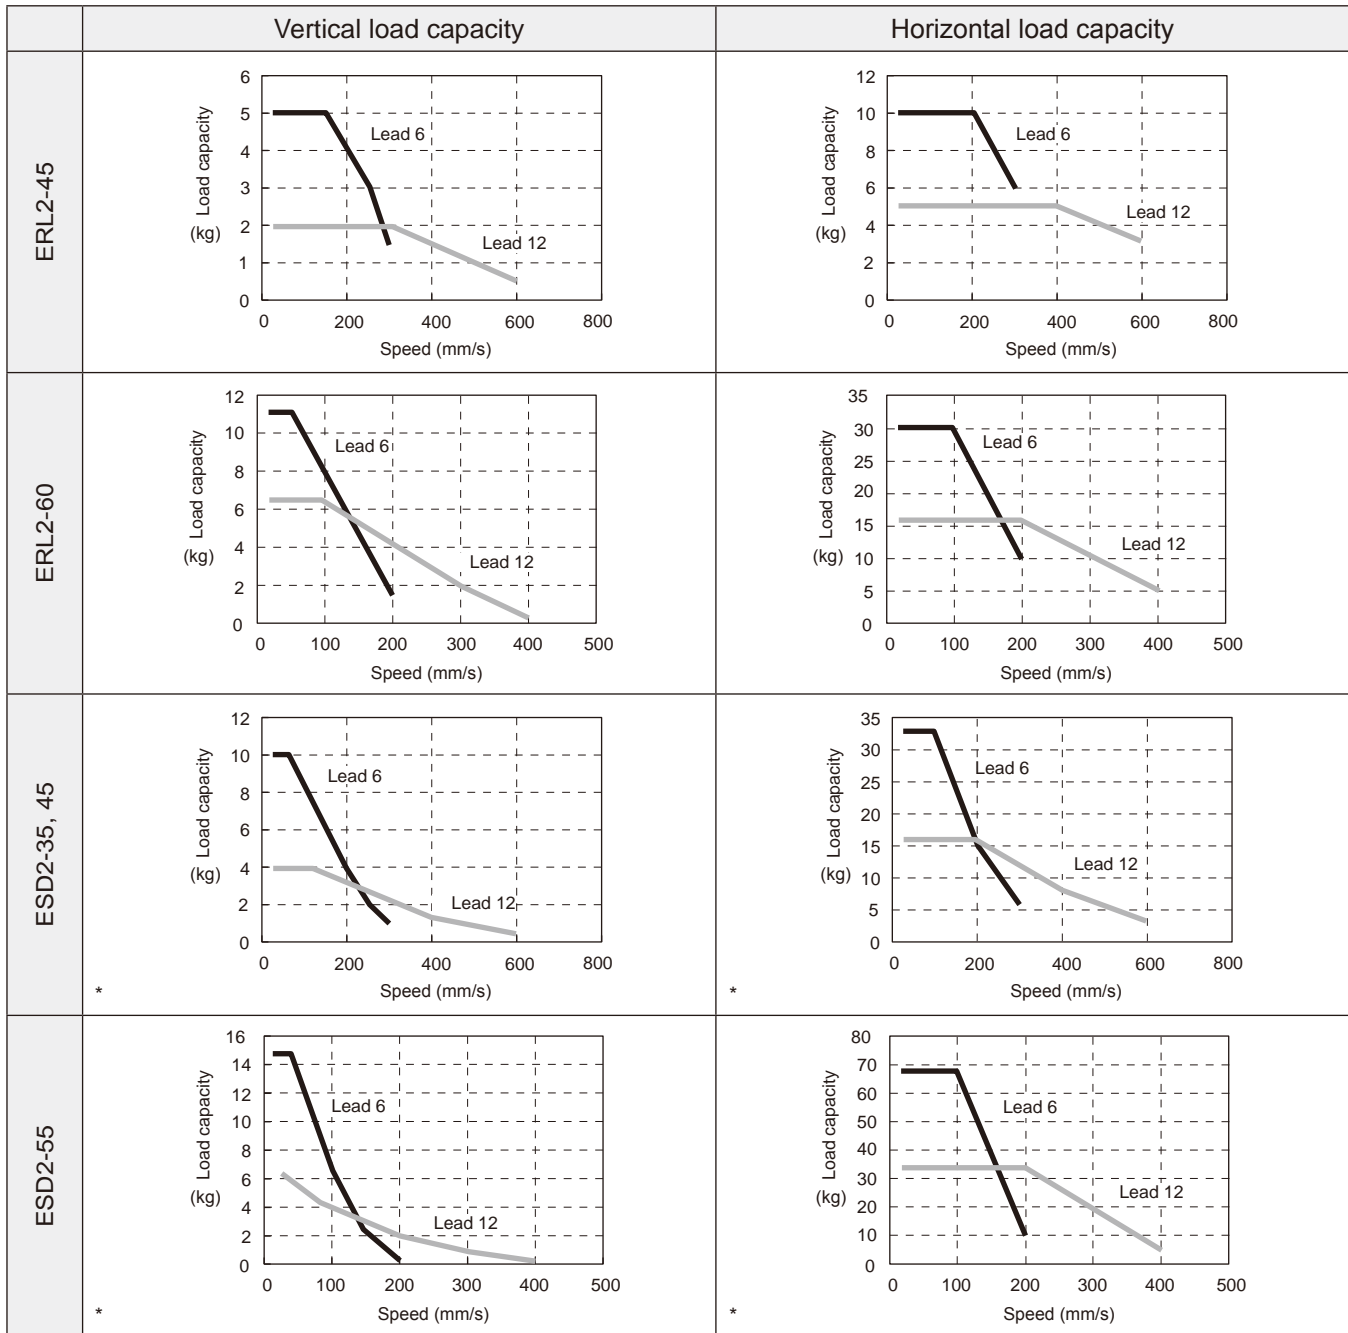 Vertical load capacity
Horizontal load capacity
ERL2-45
Load capacity
(kg)
6
5
4
3
2
1
0
Lead 6
Lead 12
0 200 400 600 800
Speed (mm/s)
Load capacity
(kg)
12
10
8
6
4
2
0
Lead 6
Lead 12
0 200 400 600 800
Speed (mm/s)
ERL2-60
Load capacity
(kg)
12
10
8
6
4
2
0
Lead 6
Lead 12
0 100 200 300 400 500
Speed (mm/s)
Load capacity
(kg)
35
30
25
20
15
10
5
0
Lead 6
Lead 12
0 100 200 300 400 500
Speed (mm/s)
ESD2-35, 45
Load capacity
(kg)
12
10
8
6
4
2
0
Lead 6
Lead 12
0 200 400 600 800
Speed (mm/s)
*
Load capacity
(kg)
35
30
25
20
15
10
5
0
Lead 6
Lead 12
0 200 400 600 800
Speed (mm/s)
*
ESD2-55
Load capacity
(kg)
16
14
12
10
8
6
4
2
0
Lead 6
Lead 12
0 100 200 300 400 500
Speed (mm/s)
*
Load capacity
(kg)
80
70
60
50
40
30
20
10
0
Lead 6
Lead 12
0 100 200 300 400 500
Speed (mm/s)
*